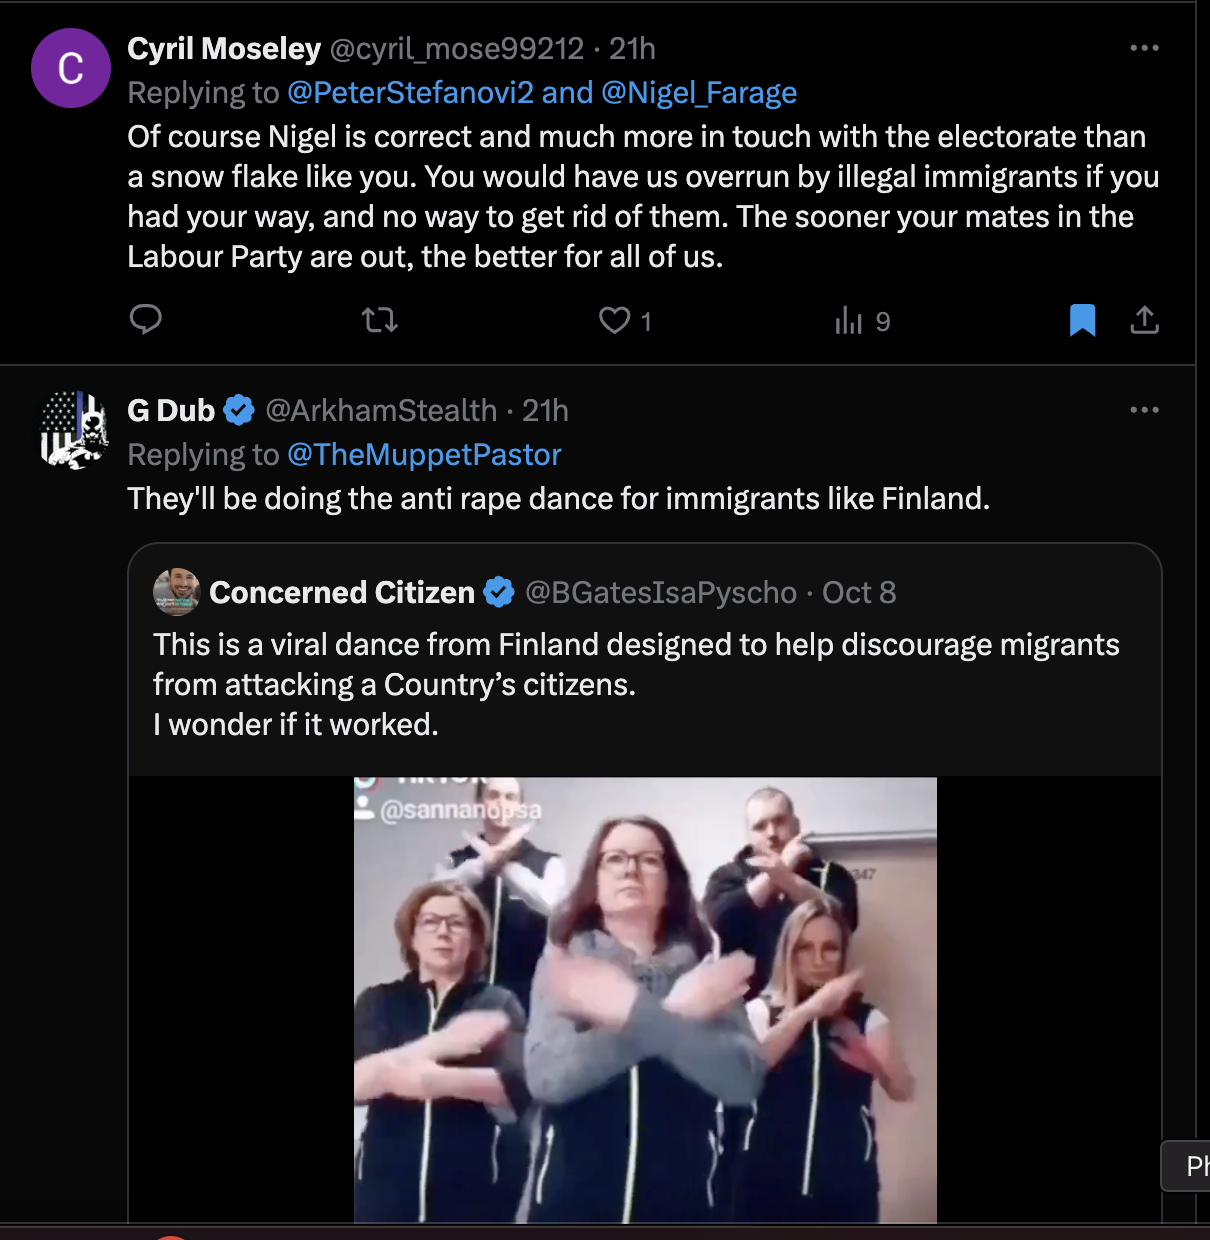 C
Cyril Moseley @cyril_mose99212 · 21h
Replying to @PeterStefanovi2 and @Nigel_Farage
Of course Nigel is correct and much more in touch with the electorate than
a snow flake like you. You would have us overrun by illegal immigrants if you
had your way, and no way to get rid of them. The sooner your mates in the
Labour Party are out, the better for all of us.
1
9
G Dub @ArkhamStealth · 21h
Replying to @TheMuppetPastor
They'll be doing the anti rape dance for immigrants like Finland.
Concerned Citizen @BGatesIsaPyscho · Oct 8
This is a viral dance from Finland designed to help discourage migrants
from attacking a Country’s citizens.
I wonder if it worked.
@sannanopsa
347
Ph